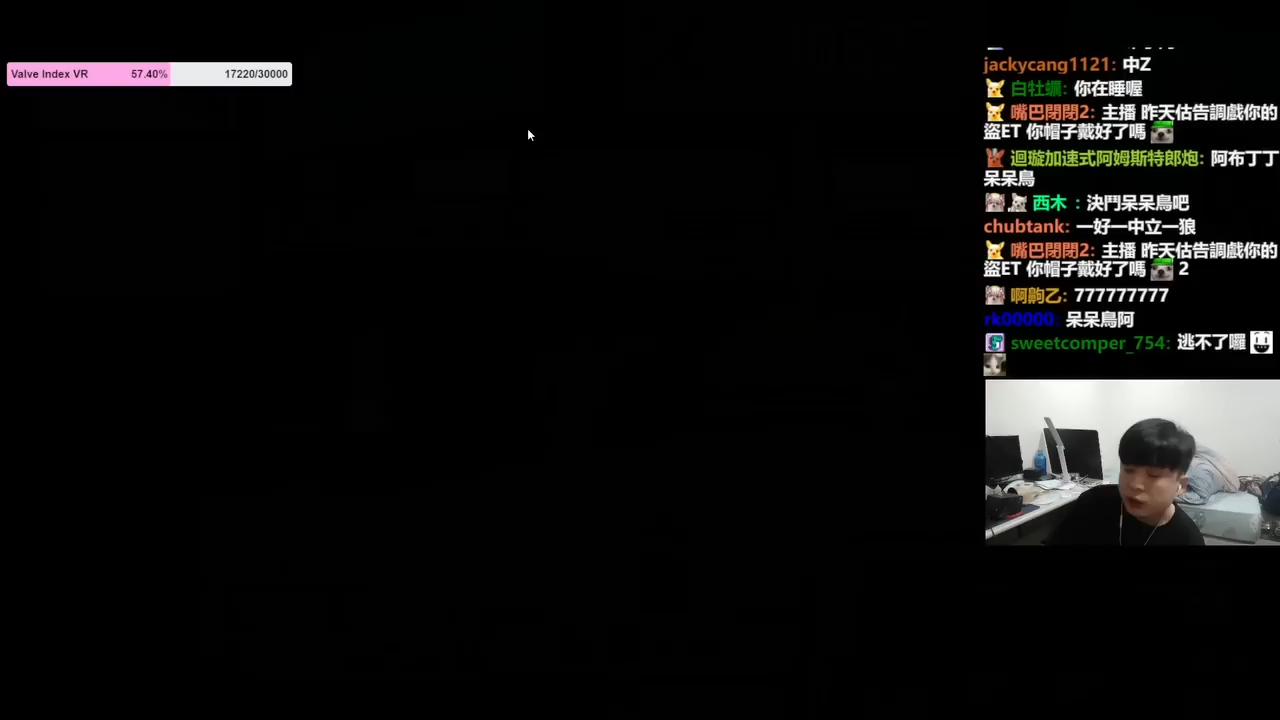 Valve Index VR 57.40% 17220/30000
jackycang1121: 中Z
白牡蠣: 你在睡喔
嘴巴閉閉2: 主播 昨天估告調戲你的
盜ET 你帽子戴好了嗎
迴璇加速式阿姆斯特郎炮: 阿布丁丁
呆呆鳥
西木 : 決鬥呆呆鳥吧
chubtank: 一好一中立一狼
嘴巴閉閉2: 主播 昨天估告調戲你的
盜ET 你帽子戴好了嗎 2
啊齁乙: 777777777
rk00000: 呆呆鳥阿
sweetcomper_754: 逃不了囉